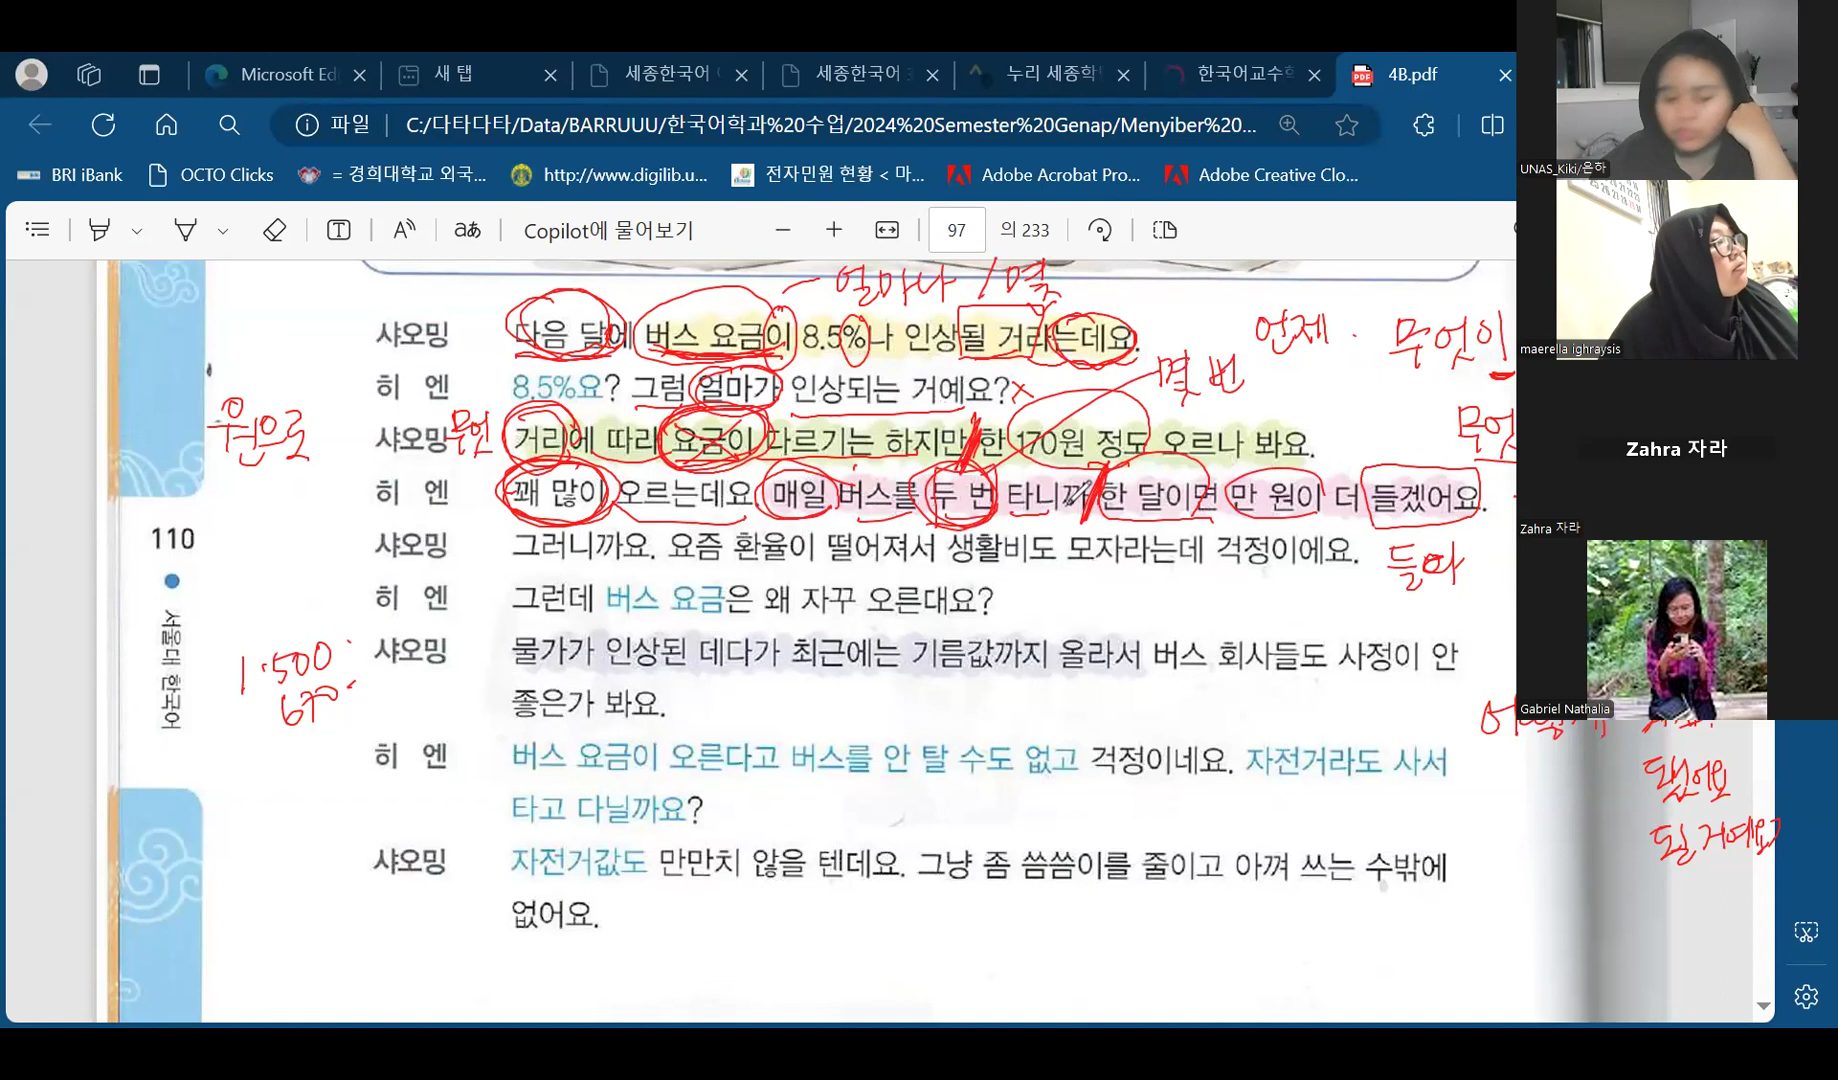 Microsoft Ed
새 탭
세종한국어
세종한국어
누리 세종학
한국어교수학
4B.pdf
파일
C:/다타다타/Data/BARRUUU/한국어학과%20수업/2024%20Semester%20Genap/Menyiber%20...
BRI iBank
OCTO Clicks
= 경희대학교 외국...
http://www.digilib.u...
전자민원 현황 < 마...
Adobe Acrobat Pro...
Adobe Creative Clo...
Copilot에 물어보기
97
의 233
얼마나 / 몇
샤오밍 다음 달에 버스 요금이 8.5%나 인상될 거라는데요.
언제 . 무엇이
히 엔 8.5%요? 그럼 얼마가 인상되는 거예요?
몇 번
원으로
무엇
샤오밍 거리에 따라 요금이 다르기는 하지만 한 170원 정도 오르나 봐요.
무엇
히 엔 꽤 많이 오르는데요. 매일 버스를 두 번 타니까 한 달이면 만 원이 더 들겠어요.
110
샤오밍 그러니까요. 요즘 환율이 떨어져서 생활비도 모자라는데 걱정이에요.
들다
히 엔 그런데 버스 요금은 왜 자꾸 오른대요?
서울대 한국어
1.500
670
샤오밍 물가가 인상된 데다가 최근에는 기름값까지 올라서 버스 회사들도 사정이 안
좋은가 봐요.
히 엔 버스 요금이 오른다고 버스를 안 탈 수도 없고 걱정이네요. 자전거라도 사서
타고 다닐까요?
됐어요
될 거예요?
샤오밍 자전거값도 만만치 않을 텐데요. 그냥 좀 씀씀이를 줄이고 아껴 쓰는 수밖에
없어요.
UNAS_Kiki/은하
maerella ighraysis
Zahra 자라
Zahra 자라
Gabriel Nathalia